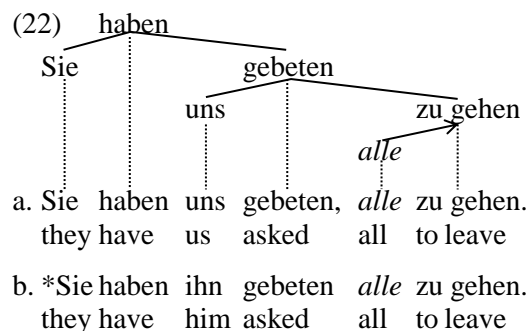 (22) haben
Sie gebeten
uns zu gehen
alle
a. Sie haben uns gebeten, alle zu gehen.
they have us asked all to leave
b. *Sie haben ihn gebeten alle zu gehen.
they have him asked all to leave